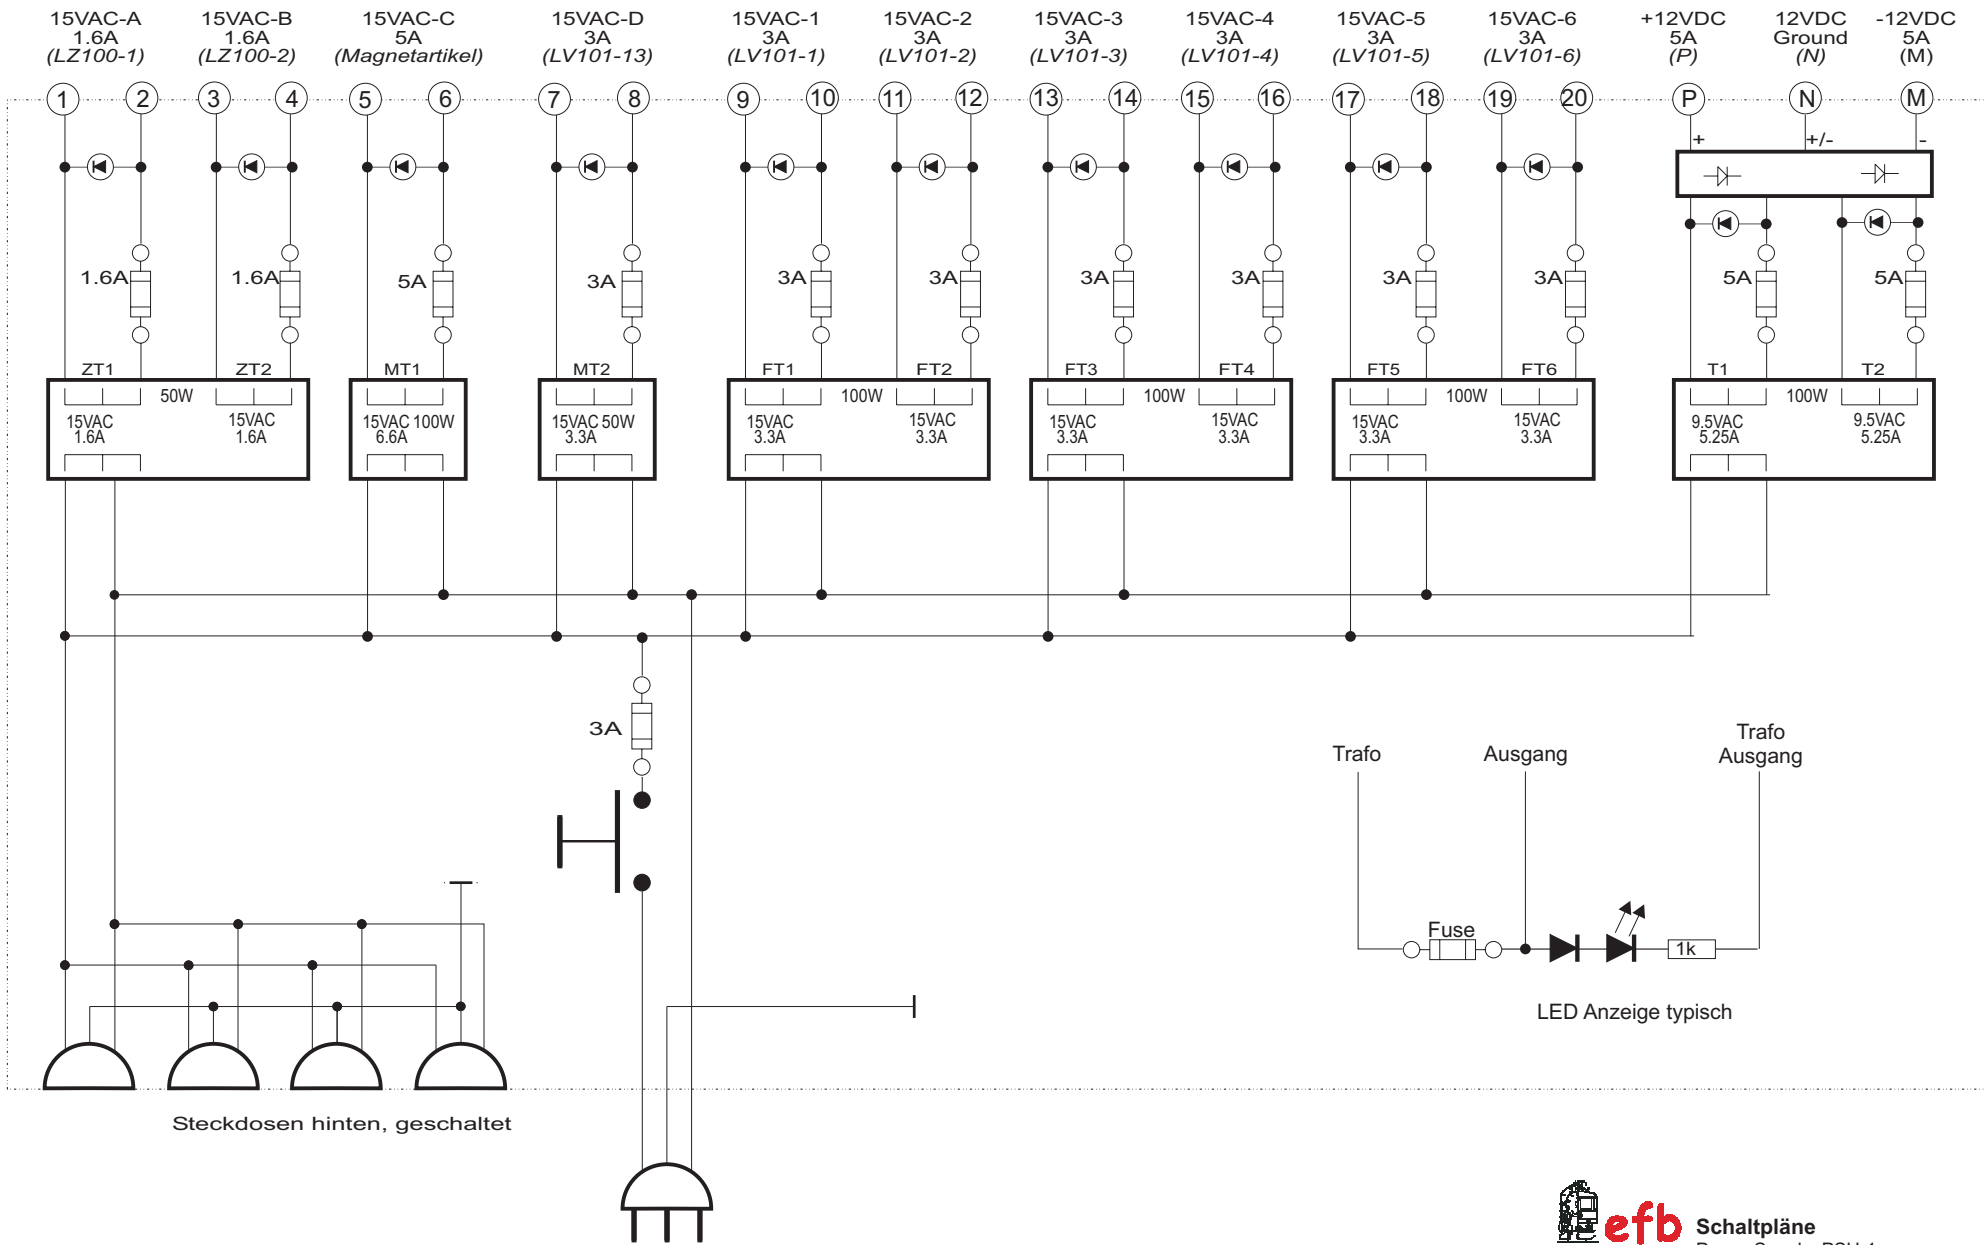 15VAC-A 15VAC-B 15VAC-C 15VAC-D 15VAC-1 15VAC-2 15VAC-3 15VAC-4 15VAC-5 15VAC-6 +12VDC 12VDC -12VDC
1.6A 1.6A 5A 3A 3A 3A 3A 3A 3A 3A 5A Ground 5A
(LZ100-1) (LZ100-2) (Magnetartikel) (LV101-13) (LV101-1) (LV101-2) (LV101-3) (LV101-4) (LV101-5) (LV101-6) (P) (N) (M)
1 2 3 4 5 6 7 8 9 10 11 12 13 14 15 16 17 18 19 20 P N M
+ +/- -
1.6A 1.6A 5A 3A 3A 3A 3A 3A 3A 3A 5A 5A
ZT1 ZT2 MT1 MT2 FT1 FT2 FT3 FT4 FT5 FT6 T1 T2
50W 100W 100W 100W 100W
15VAC 15VAC 15VAC 100W 15VAC 50W 15VAC 15VAC 15VAC 15VAC 15VAC 15VAC 9.5VAC 9.5VAC
1.6A 1.6A 6.6A 3.3A 3.3A 3.3A 3.3A 3.3A 3.3A 3.3A 5.25A 5.25A
3A
Trafo Ausgang Trafo
Ausgang
Fuse
1k
LED Anzeige typisch
Steckdosen hinten, geschaltet
efb Schaltpläne